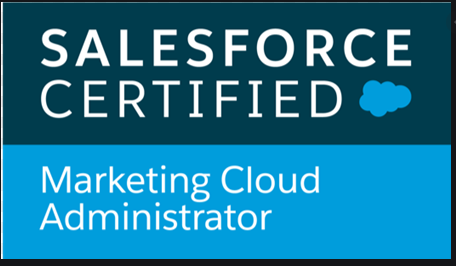 SALESFORCE
CERTIFIED
Marketing Cloud
Administrator